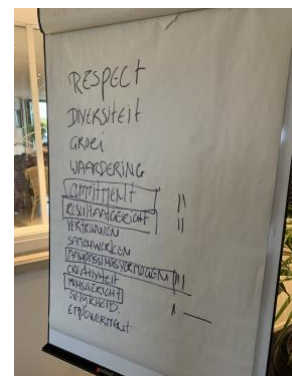 RESPECT
DIVERSITEIT
GROEI
WAARDERING
COMMITMENT
RESULTAATGERICHT
VERTROUWEN
SAMENWERKEN
AANPASSINGSVERMOGEN
CREATIVITEIT
MENSGERICHT
EMPOWERMENT